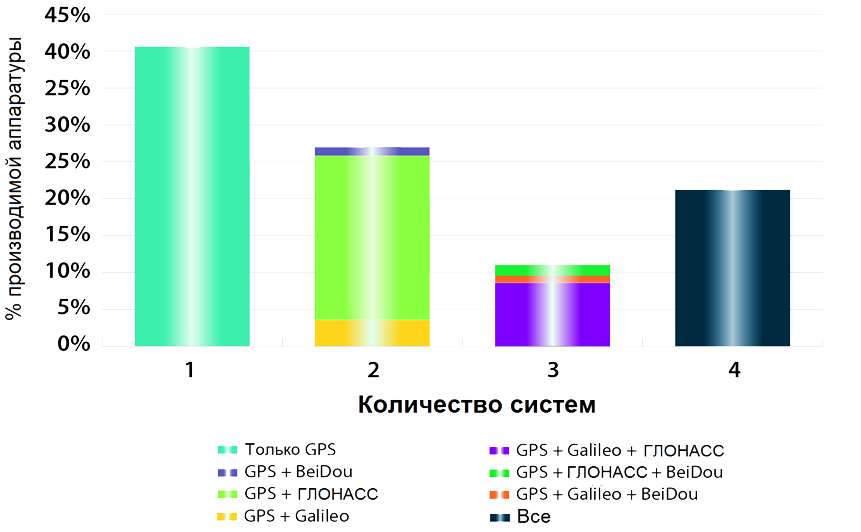 % производимой аппаратуры
45%
40%
25%
30%
25%
20%
15%
10%
5%
0%
1 2 3 4
Количество систем
Только GPS
GPS + BeiDou
GPS + ГЛОНАСС
GPS + Galileo
GPS + Galileo + ГЛОНАСС
GPS + ГЛОНАСС + BeiDou
GPS + Galileo + BeiDou
Все